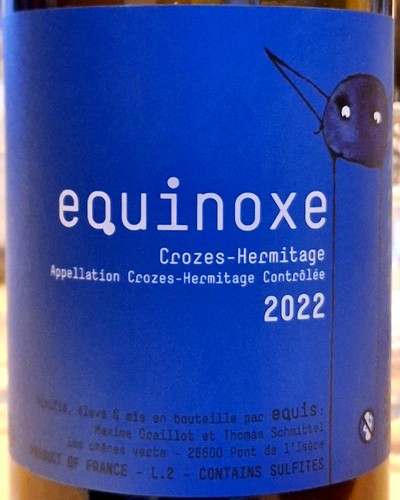 equinoxe
Crozes-Hermitage
Appellation Crozes-Hermitage Contrôlée
2022
Vinifié, élevé & mis en bouteille par equis:
Maxime Graillot et Thomas Schmittel
Les chênes verts - 26600 Pont de l'Isère
PRODUCT OF FRANCE - L.2 - CONTAINS SULFITES